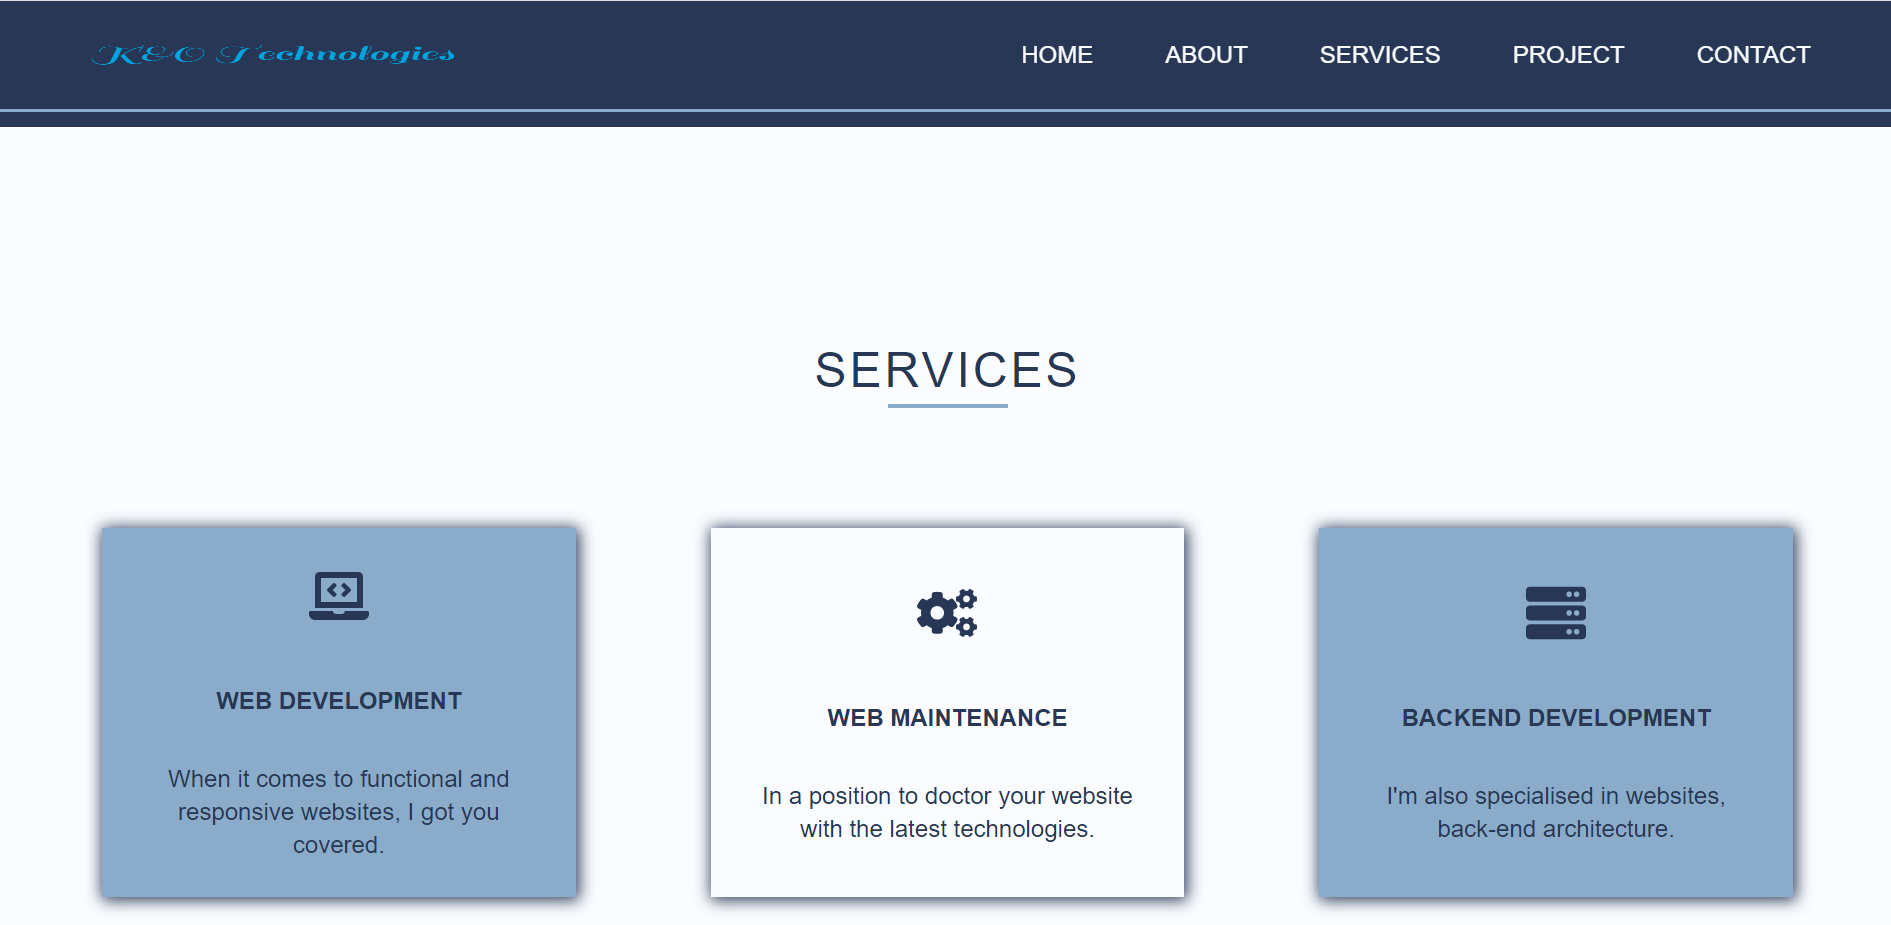 K&O Technologies
HOME ABOUT SERVICES PROJECT CONTACT
SERVICES
WEB DEVELOPMENT
When it comes to functional and
responsive websites, I got you
covered.
WEB MAINTENANCE
In a position to doctor your website
with the latest technologies.
BACKEND DEVELOPMENT
I'm also specialised in websites,
back-end architecture.